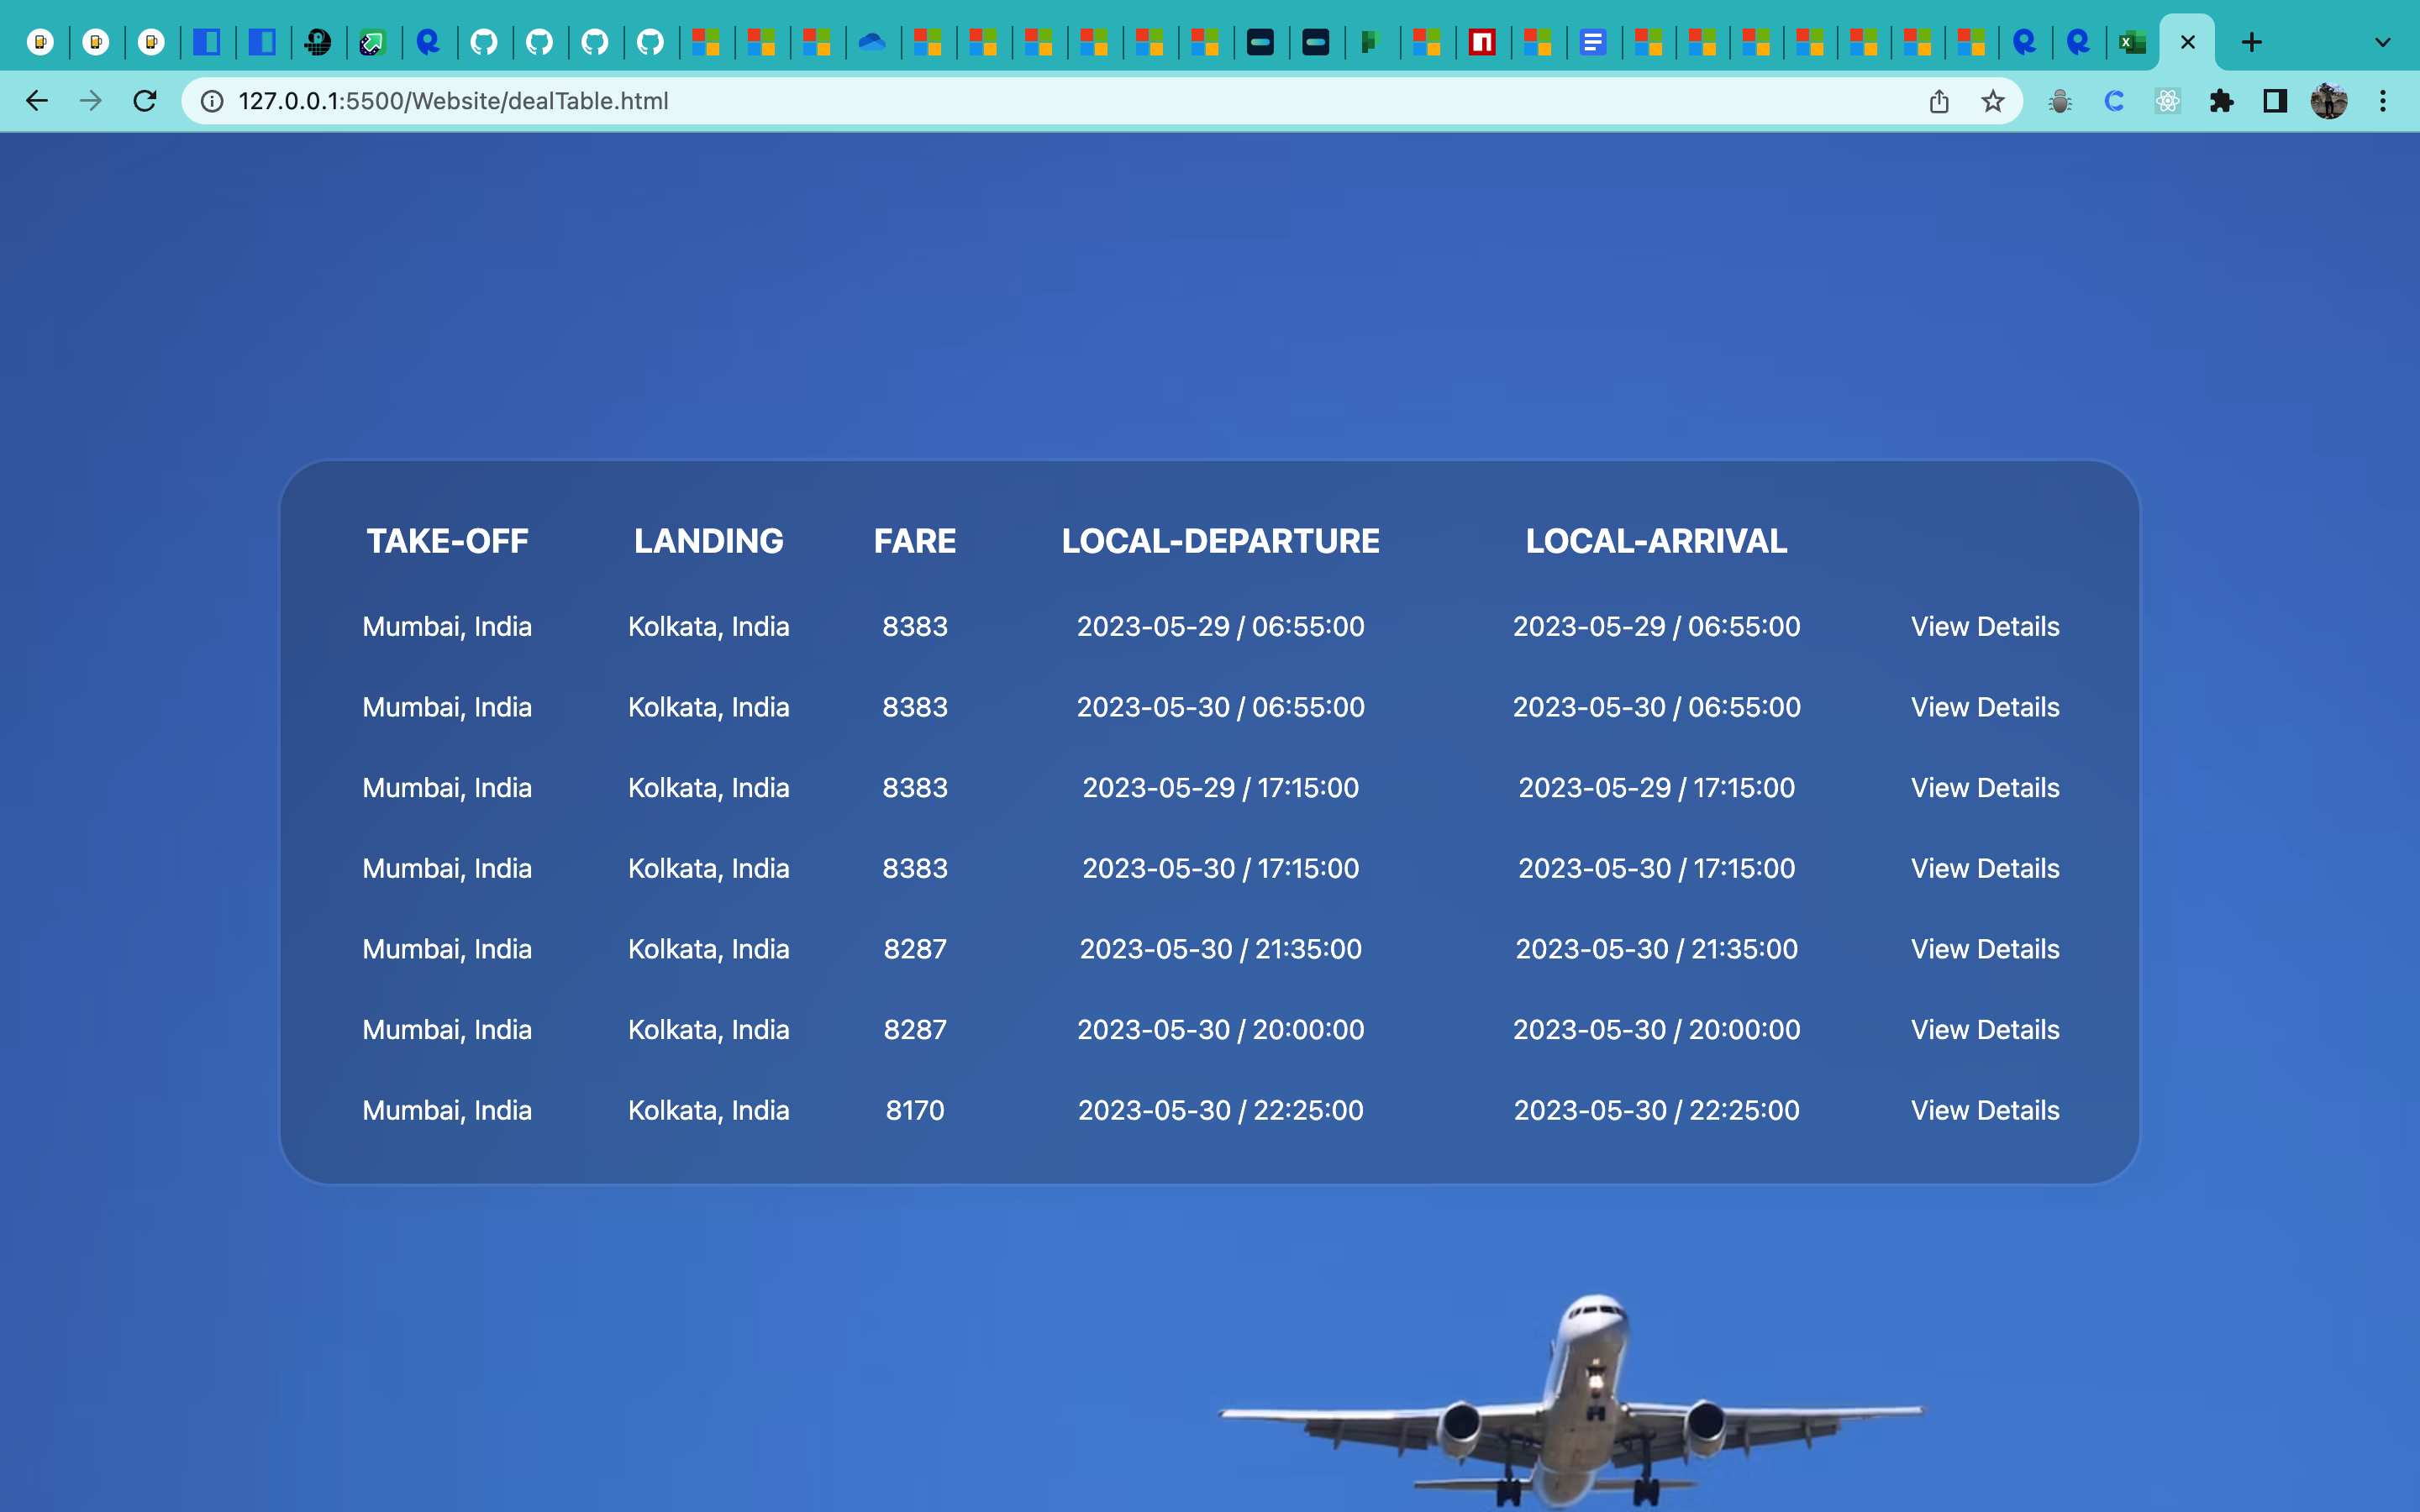 127.0.0.1:5500/Website/dealTable.html
TAKE-OFF LANDING FARE LOCAL-DEPARTURE LOCAL-ARRIVAL
Mumbai, India Kolkata, India 8383 2023-05-29 / 06:55:00 2023-05-29 / 06:55:00 View Details
Mumbai, India Kolkata, India 8383 2023-05-30 / 06:55:00 2023-05-30 / 06:55:00 View Details
Mumbai, India Kolkata, India 8383 2023-05-29 / 17:15:00 2023-05-29 / 17:15:00 View Details
Mumbai, India Kolkata, India 8383 2023-05-30 / 17:15:00 2023-05-30 / 17:15:00 View Details
Mumbai, India Kolkata, India 8287 2023-05-30 / 21:35:00 2023-05-30 / 21:35:00 View Details
Mumbai, India Kolkata, India 8287 2023-05-30 / 20:00:00 2023-05-30 / 20:00:00 View Details
Mumbai, India Kolkata, India 8170 2023-05-30 / 22:25:00 2023-05-30 / 22:25:00 View Details